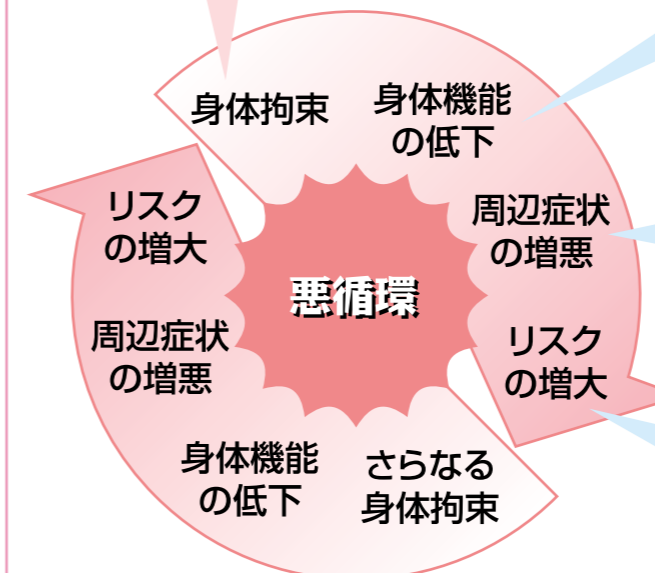 身体拘束
身体機能
の低下
周辺症状
の増悪
リスク
の増大
さらなる
身体拘束
身体機能
の低下
周辺症状
の増悪
リスク
の増大
悪循環